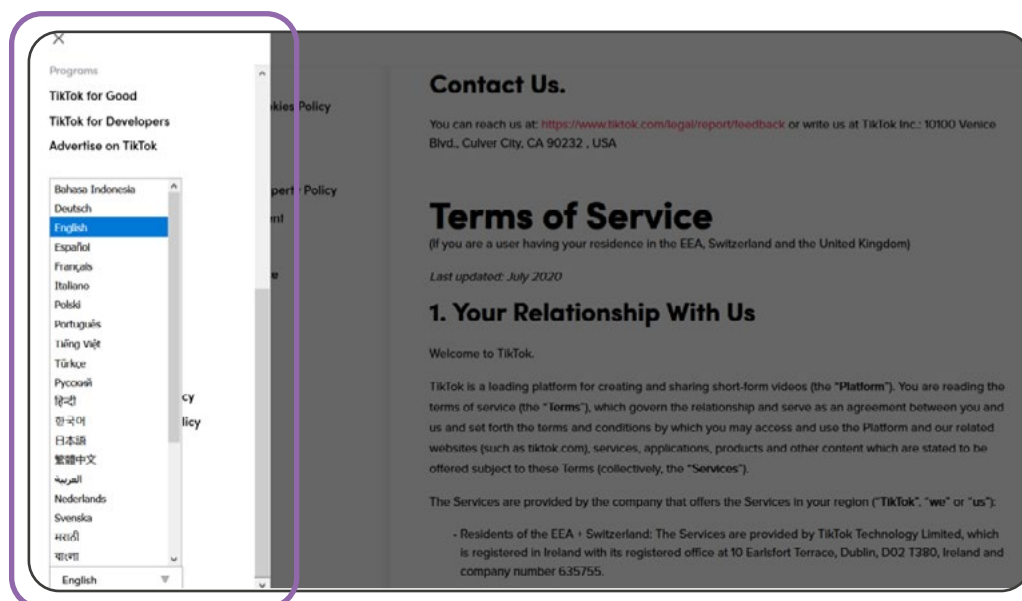 Programs
TikTok for Good
TikTok for Developers
Advertise on TikTok
Bahasa Indonesia
Deutsch
English
Español
Français
Italiano
Polski
Português
Tiếng Việt
Türkçe
Русский
हिन्दी
한국어
日本語
繁體中文
العربية
Nederlands
Svenska
मराठी
বাংলা
English
kies Policy
perty Policy
ent
e
cy
licy
Contact Us.
You can reach us at: https://www.tiktok.com/legal/report/feedback or write us at TikTok Inc.: 10100 Venice
Blvd., Culver City, CA 90232 , USA
Terms of Service
(If you are a user having your residence in the EEA, Switzerland and the United Kingdom)
Last updated: July 2020
1. Your Relationship With Us
Welcome to TikTok.
TikTok is a leading platform for creating and sharing short-form videos (the "Platform"). You are reading the
terms of service (the "Terms"), which govern the relationship and serve as an agreement between you and
us and set forth the terms and conditions by which you may access and use the Platform and our related
websites (such as tiktok.com), services, applications, products and other content which are stated to be
offered subject to these Terms (collectively, the "Services").
The Services are provided by the company that offers the Services in your region ("TikTok", "we" or "us"):
- Residents of the EEA + Switzerland: The Services are provided by TikTok Technology Limited, which
is registered in Ireland with its registered office at 10 Earlsfort Terrace, Dublin, D02 T380, Ireland and
company number 635755.